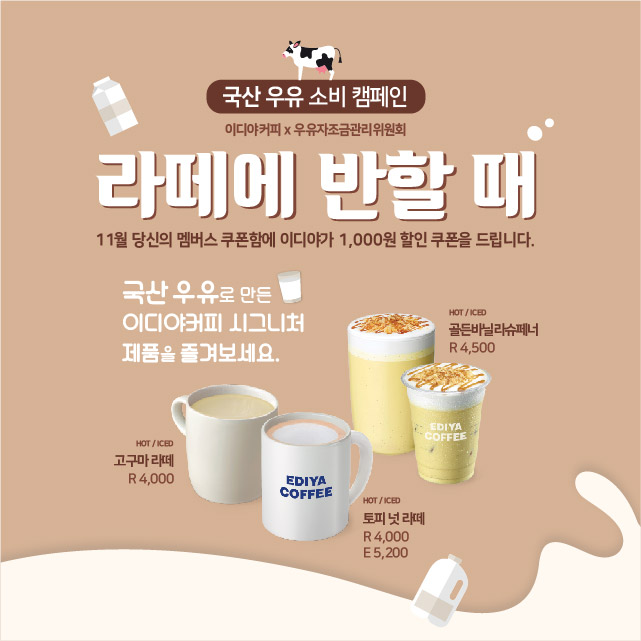 국산 우유 소비 캠페인
이디야커피 x 우유자조금관리위원회
라떼에 반할 때
11월 당신의 멤버스 쿠폰함에 이디야가 1,000원 할인 쿠폰을 드립니다.
국산 우유로 만든
이디야커피 시그니처
제품을 즐겨보세요.
HOT / ICED
골든바닐라슈페너
R 4,500
EDIYA
COFFEE
HOT / ICED
고구마 라떼
R 4,000
EDIYA
COFFEE
HOT / ICED
토피 넛 라떼
R 4,000
E 5,200